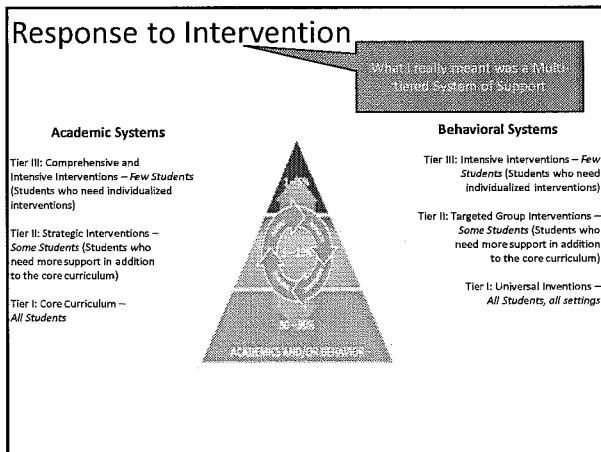 Response to Intervention
What I really meant was a Multi-
tiered System of Support
Academic Systems
Tier III: Comprehensive and
Intensive Interventions – Few Students
(Students who need individualized
interventions)
Tier II: Strategic Interventions –
Some Students (Students who
need more support in addition
to the core curriculum)
Tier I: Core Curriculum –
All Students
Behavioral Systems
Tier III: Intensive Interventions – Few
Students (Students who need
individualized interventions)
Tier II: Targeted Group Interventions –
Some Students (Students who
need more support in addition
to the core curriculum)
Tier I: Universal Inventions –
All Students, all settings
ACADEMICS AND/OR BEHAVIOR